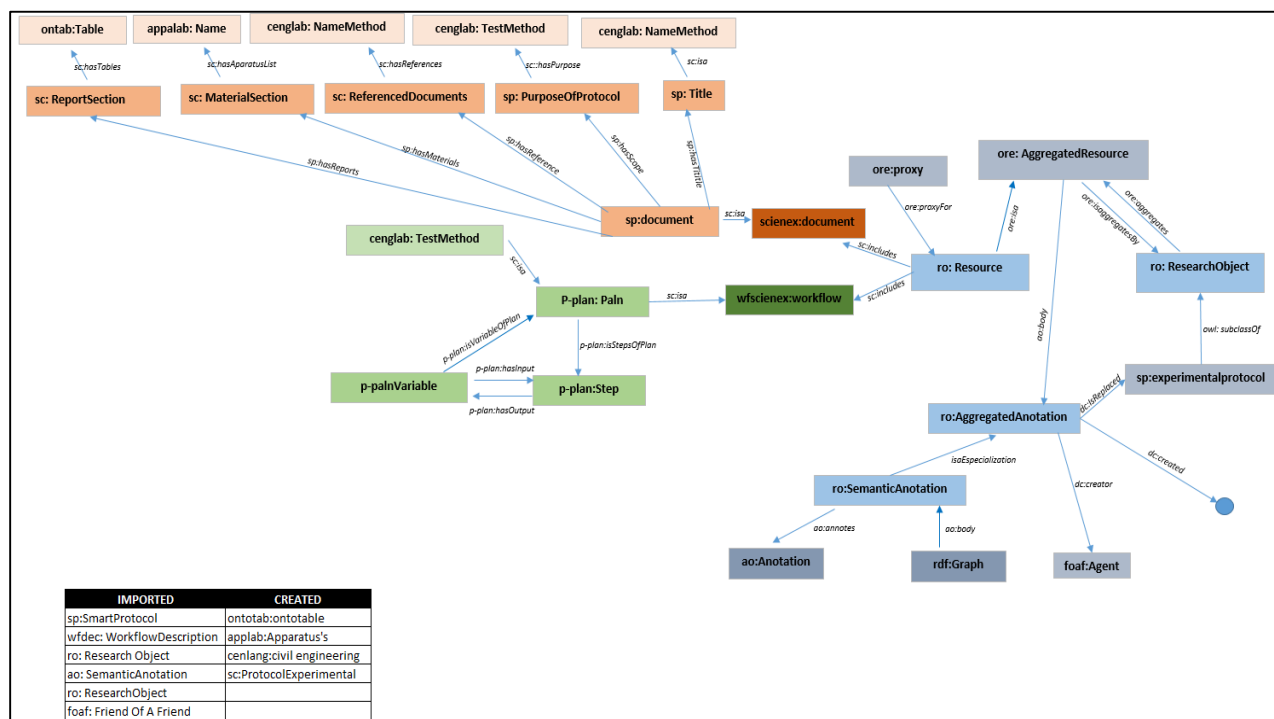 ontab:Table
appalab: Name
cenglab: NameMethod
cenglab: TestMethod
cenglab: NameMethod
sc:hasTables
sc:hasAparatusList
sc:hasReferences
sc::hasPurpose
sc:isa
sc: ReportSection
sc: MaterialSection
sc: ReferencedDocuments
sp: PurposeOfProtocol
sp: Title
sp:hasReports
sp:hasMaterials
sp:hasReference
sp:hasScope
sp:hasTititle
ore:proxy
ore: AggregatedResource
ore:proxyFor
ore:isa
ore:isaggregatesBy
ore:aggregates
sp:document
sc:isa
scienex:document
cenglab: TestMethod
sc:isa
sc:includes
ro: Resource
ro: ResearchObject
sc:includes
P-plan: Paln
sc:isa
wfscienex:workflow
ao:body
owl: subclassOf
p-plan:isVariableOfPlan
p-plan:isStepsOfPlan
p-plan:hasInput
p-palnVariable
p-plan:Step
p-plan:hasOutput
sp:experimentalprotocol
dc:IsReplaced
ro:AggregatedAnotation
isaEspecialization
dc:created
dc:creator
ro:SemanticAnotation
ao:annotes
ao:body
ao:Anotation
rdf:Graph
foaf:Agent
IMPORTED CREATED
sp:SmartProtocol ontotab:ontotable
wfdec: WorkflowDescription applab:Apparatus's
ro: Research Object cenlang:civil engineering
ao: SemanticAnotation sc:ProtocolExperimental
ro: ResearchObject
foaf: Friend Of A Friend